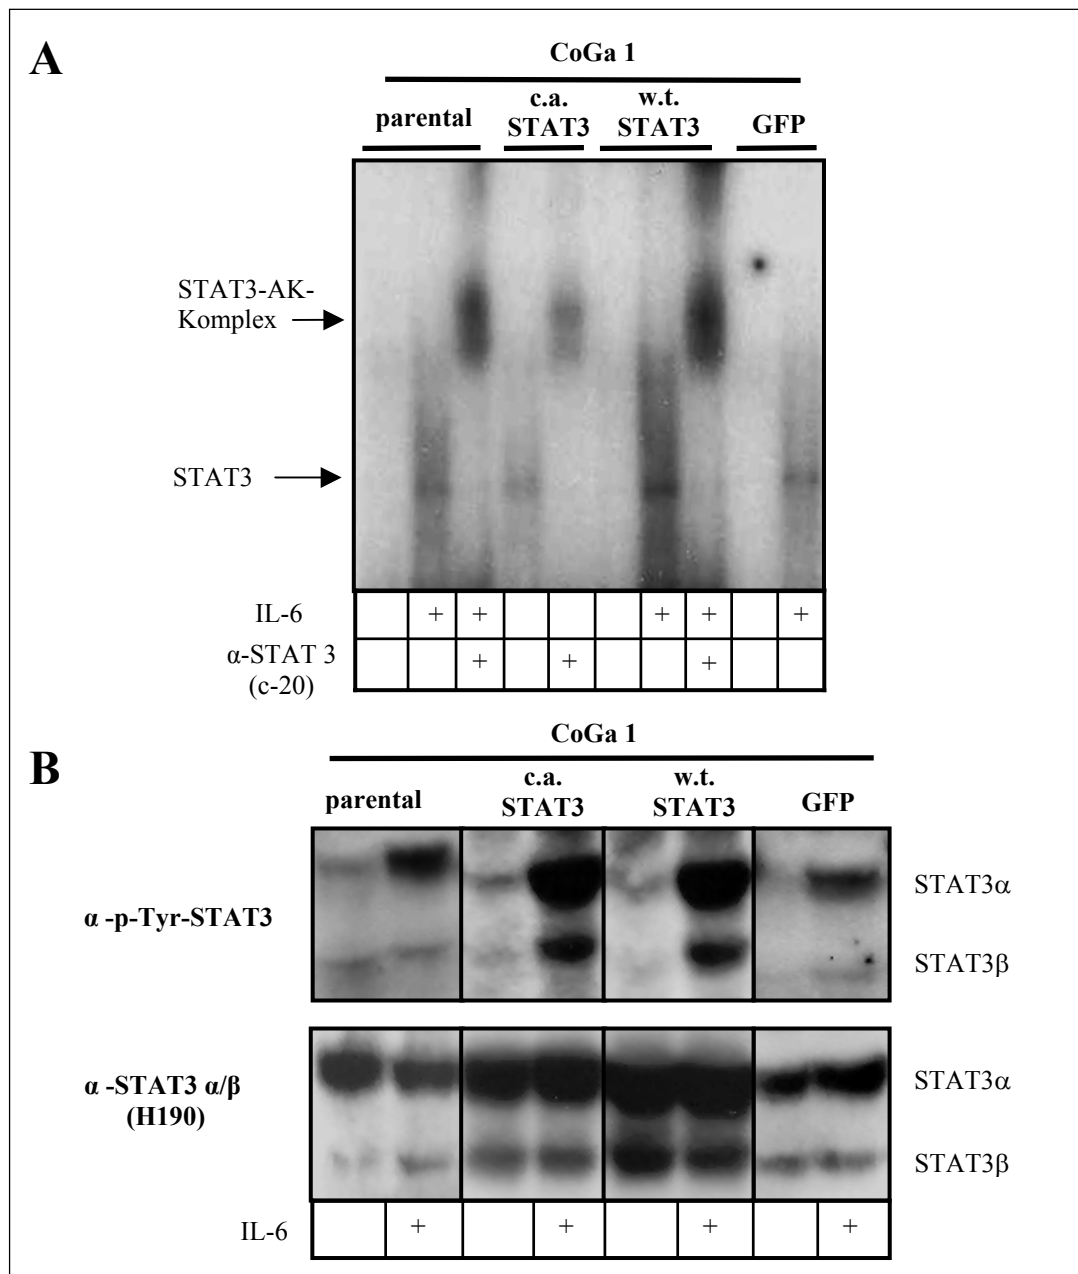 A
CoGa 1
parental
c.a.
STAT3
w.t.
STAT3
GFP
STAT3-AK-
Komplex
STAT3
IL-6 + + + + +
α-STAT 3 + + +
(c-20)
B
CoGa 1
parental
c.a.
STAT3
w.t.
STAT3
GFP
α -p-Tyr-STAT3
STAT3α
STAT3β
α -STAT3 α/β
(H190)
STAT3α
STAT3β
IL-6 + + + +